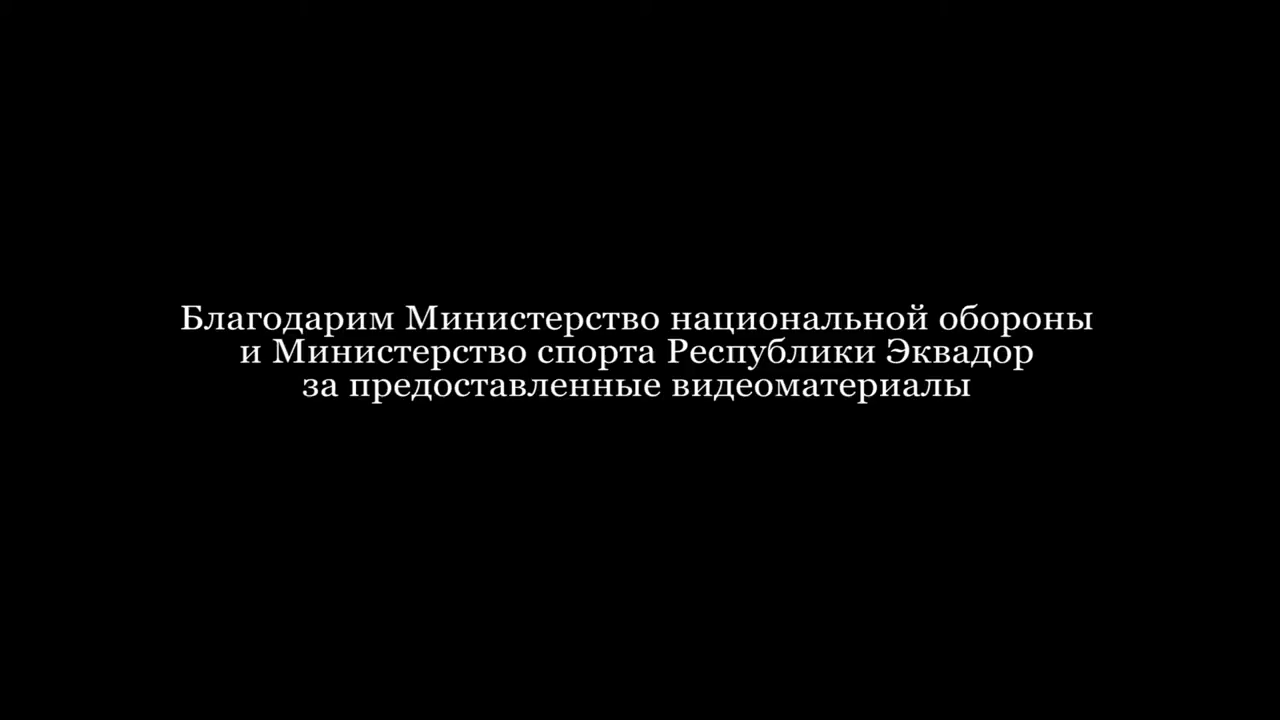 Благодарим Министерство национальной обороны
и Министерство спорта Республики Эквадор
за предоставленные видеоматериалы